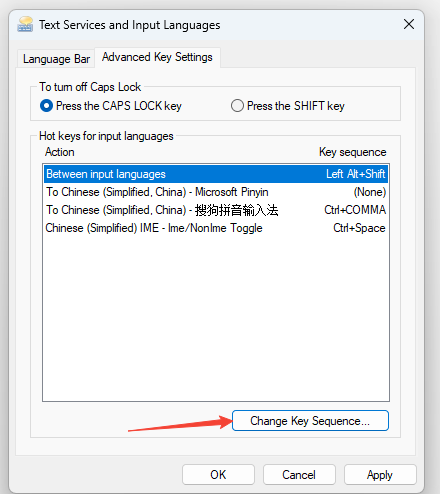 Text Services and Input Languages
Language Bar Advanced Key Settings
To turn off Caps Lock
Press the CAPS LOCK key Press the SHIFT key
Hot keys for input languages
Action Key sequence
Between input languages Left Alt+Shift
To Chinese (Simplified, China) - Microsoft Pinyin (None)
To Chinese (Simplified, China) - 搜狗拼音输入法 Ctrl+COMMA
Chinese (Simplified) IME - Ime/NonIme Toggle Ctrl+Space
Change Key Sequence...
OK Cancel Apply